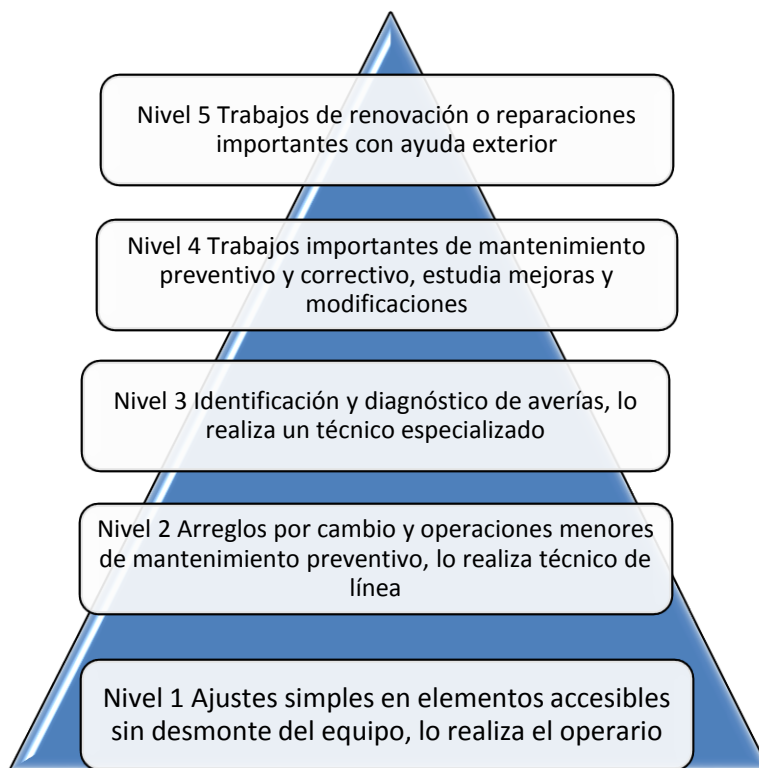 Nivel 5 Trabajos de renovación o reparaciones
importantes con ayuda exterior
Nivel 4 Trabajos importantes de mantenimiento
preventivo y correctivo, estudia mejoras y
modificaciones
Nivel 3 Identificación y diagnóstico de averías, lo
realiza un técnico especializado
Nivel 2 Arreglos por cambio y operaciones menores
de mantenimiento preventivo, lo realiza técnico de
línea
Nivel 1 Ajustes simples en elementos accesibles
sin desmonte del equipo, lo realiza el operario